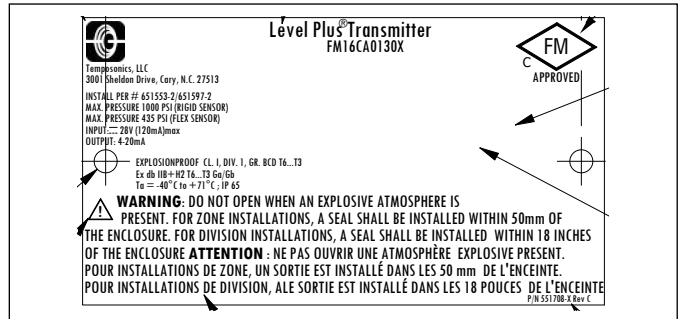 Lével Plus® Transmitter
FM16CA0130X
FM
C
APPROVED
Temposonics, LLC
3001 Sheldon Drive, Cary, N.C. 27513
INSTALL PER # 651553-2/651597-2
MAX. PRESSURE 1000 PSI (RIGID SENSOR)
MAX. PRESSURE 435 PSI (FLEX SENSOR)
INPUT: ⎓ 28V (120mA)max
OUTPUT: 4-20mA
EXPLOSIONPROOF CL. I, DIV. 1, GR. BCD T6...T3
Ex db IIB+H2 T6...T3 Ga/Gb
Ta = -40°C to +71°C ; IP 65
WARNING: DO NOT OPEN WHEN AN EXPLOSIVE ATMOSPHERE IS
PRESENT. FOR ZONE INSTALLATIONS, A SEAL SHALL BE INSTALLED WITHIN 50mm OF
THE ENCLOSURE. FOR DIVISION INSTALLATIONS, A SEAL SHALL BE INSTALLED WITHIN 18 INCHES
OF THE ENCLOSURE ATTENTION : NE PAS OUVRIR UNE ATMOSPHÈRE EXPLOSIVE PRESENT.
POUR INSTALLATIONS DE ZONE, UN SORTIE EST INSTALLÉ DANS LES 50 mm DE L'ENCEINTE.
POUR INSTALLATIONS DE DIVISION, ALE SORTIE EST INSTALLÉ DANS LES 18 POUCES DE L'ENCEINTE
P/N 551708-X Rev C